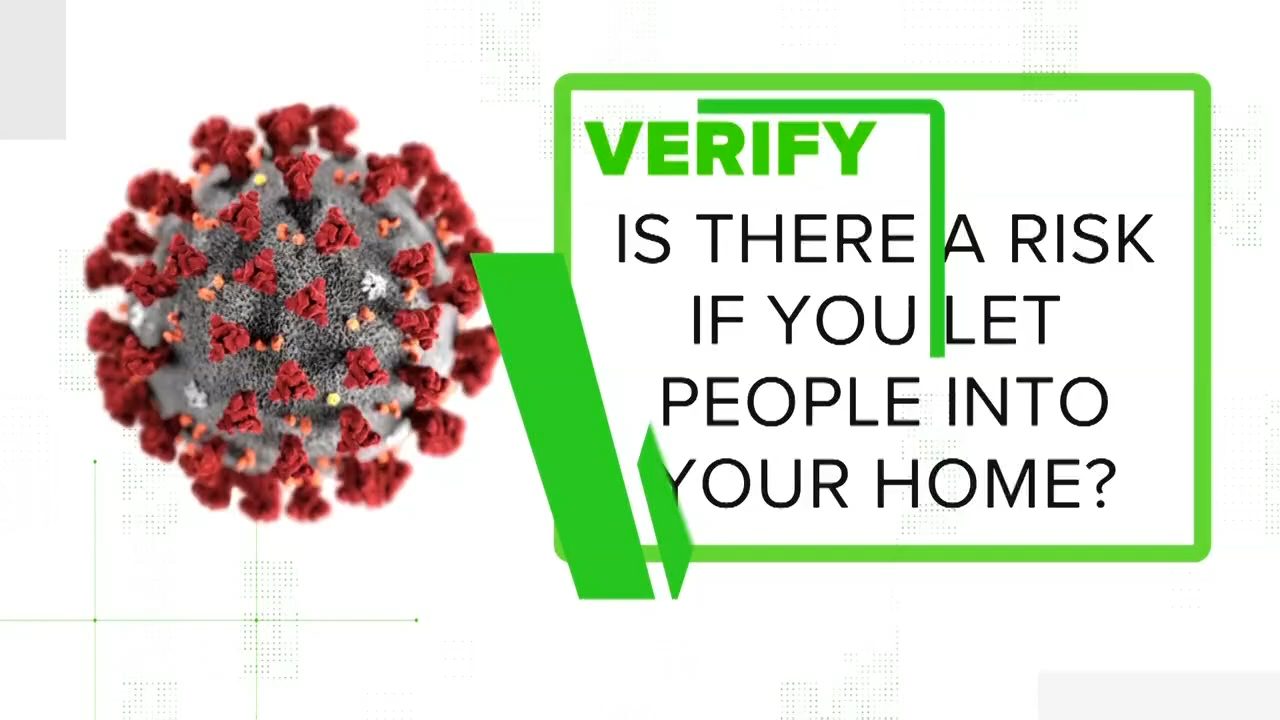 VERIFY
IS THERE A RISK
IF YOU LET
PEOPLE INTO
YOUR HOME?